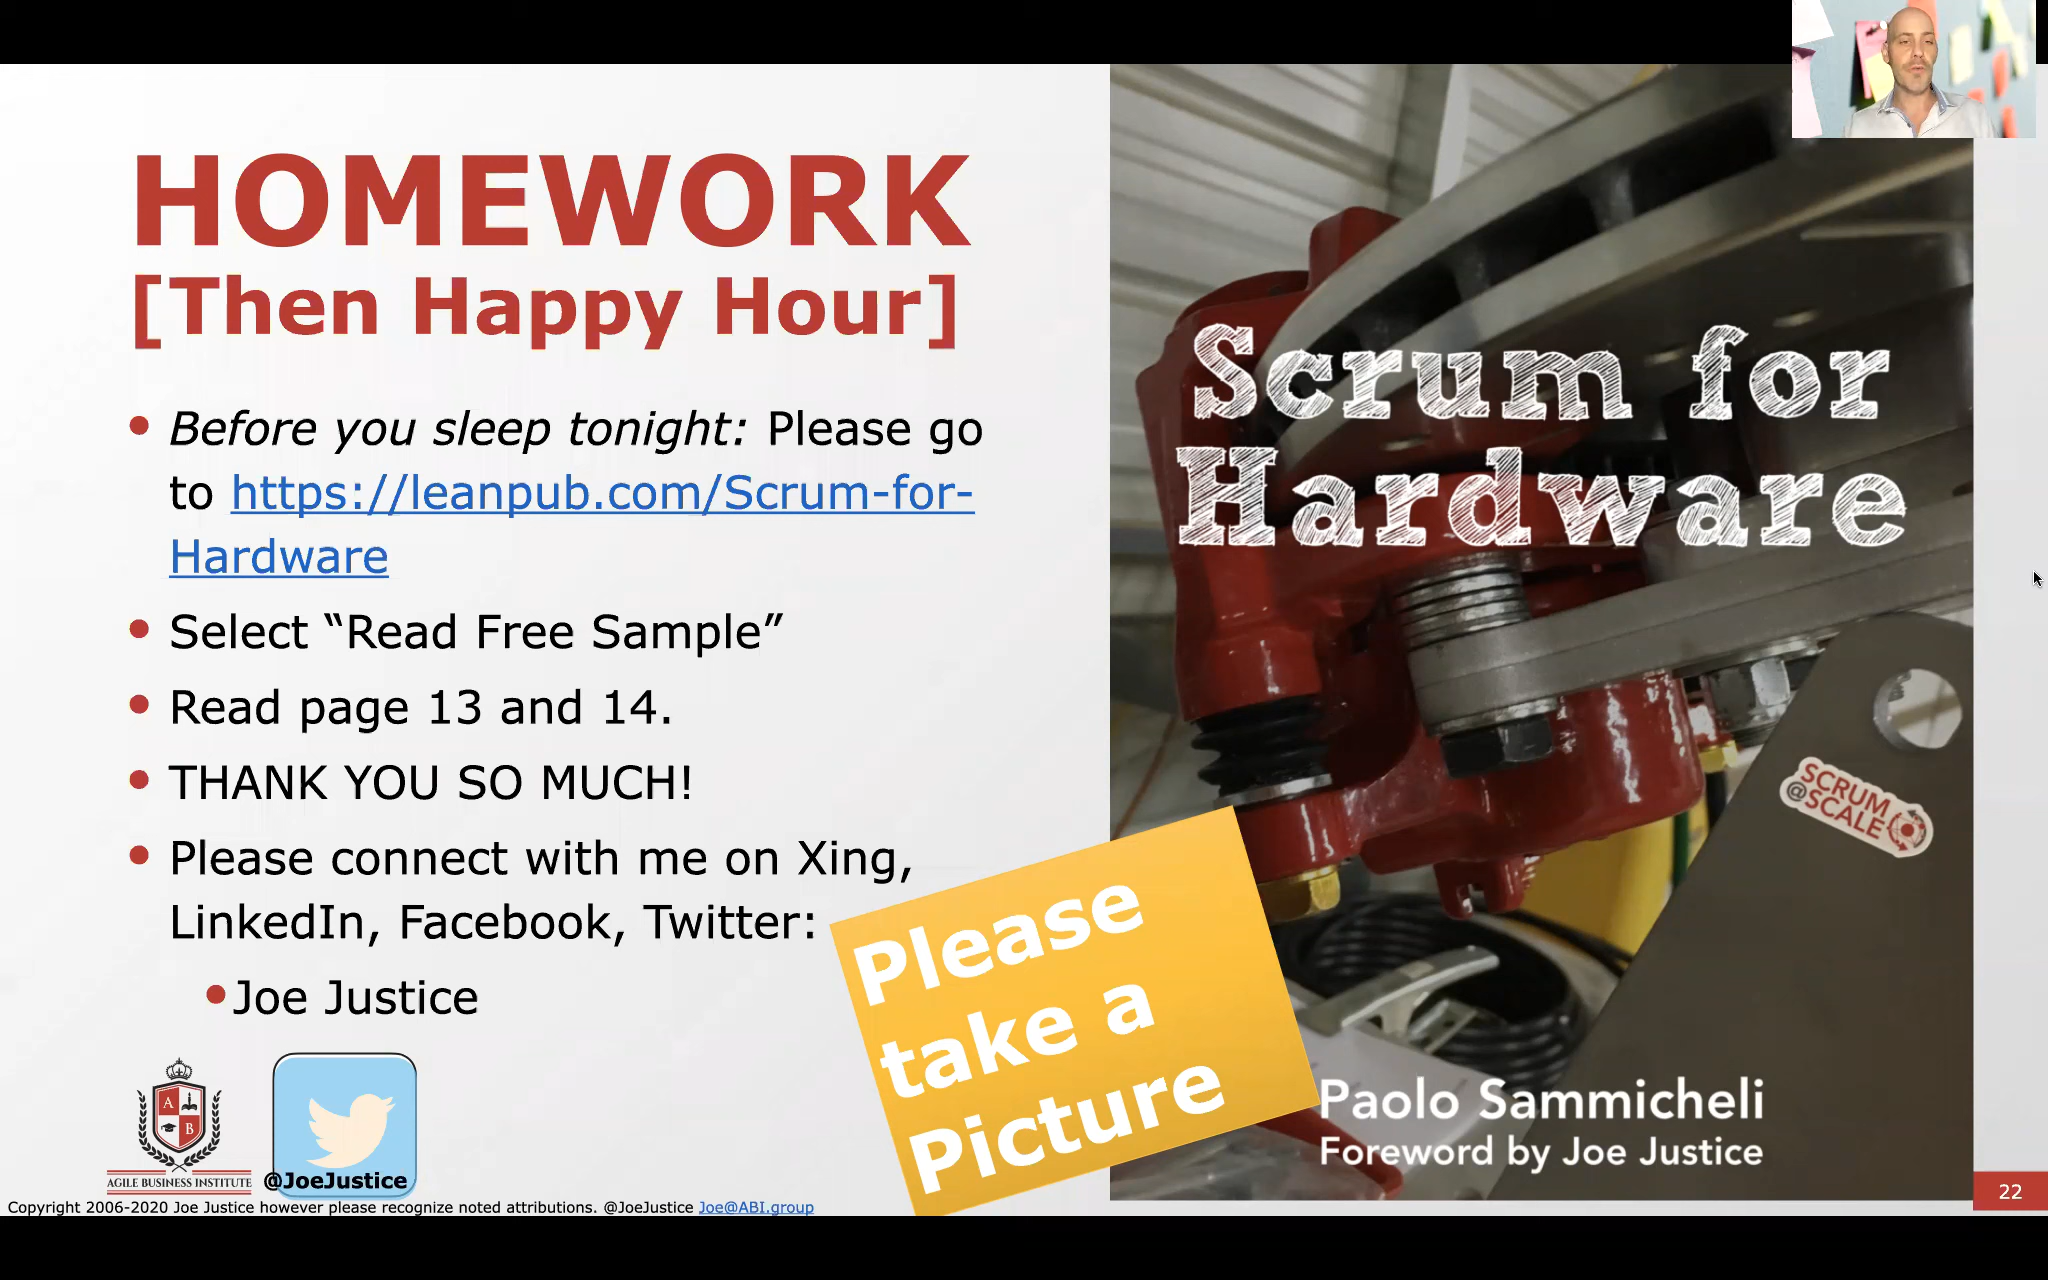 HOMEWORK
[Then Happy Hour]
• Before you sleep tonight: Please go
to https://leanpub.com/Scrum-for-
Hardware
• Select “Read Free Sample”
• Read page 13 and 14.
• THANK YOU SO MUCH!
• Please connect with me on Xing,
LinkedIn, Facebook, Twitter:
• Joe Justice
A
B
AGILE BUSINESS INSTITUTE
@JoeJustice
Copyright 2006-2020 Joe Justice however please recognize noted attributions. @JoeJustice Joe@ABI.group
Please
take a
Picture
Scrum for
Hardware
SCRUM
@SCALE
Paolo Sammicheli
Foreword by Joe Justice
22